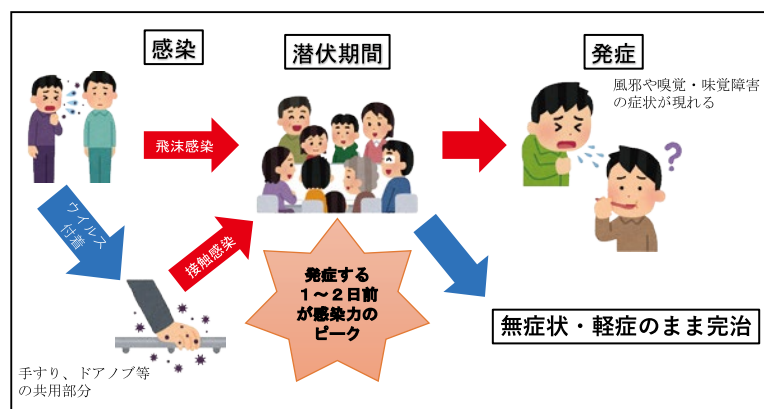 感染
潜伏期間
発症
風邪や嗅覚・味覚障害
の症状が現れる
飛沫感染
ウイルス
付着
接触感染
発症する
１～２日前
が感染力の
ピーク
無症状・軽症のまま完治
手すり、ドアノブ等
の共用部分
？